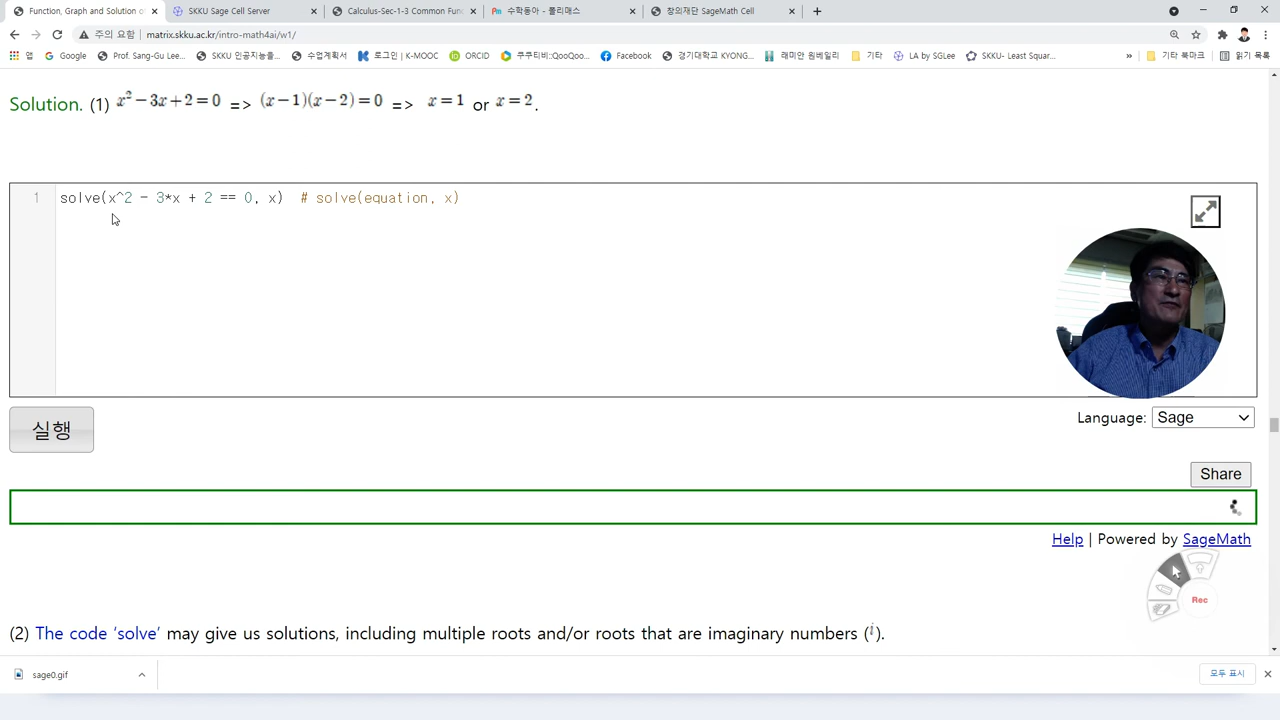 Function, Graph and Solution o
SKKU Sage Cell Server
Calculus-Sec-1-3 Common Func
수학동아 - 폴리매스
창의재단 SageMath Cell
주의 요함 | matrix.skku.ac.kr/intro-math4ai/w1/
앱 Google Prof. Sang-Gu Lee... SKKU 인공지능을... 수업계획서 로그인 | K-MOOC ORCID 쿠쿠티비::QooQoo... Facebook 경기대학교 KYONG... 래미안 원베일리 기타 LA by SGLee SKKU- Least Squar... » 기타 북마크 읽기 목록
Solution. (1) x² − 3x + 2 = 0 => (x − 1)(x − 2) = 0 => x = 1 or x = 2.
1 solve(x^2 - 3*x + 2 == 0, x) # solve(equation, x)
실행
Language: Sage
Share
Help | Powered by SageMath
Rec
(2) The code ‘solve’ may give us solutions, including multiple roots and/or roots that are imaginary numbers (i).
sage0.gif
모두 표시